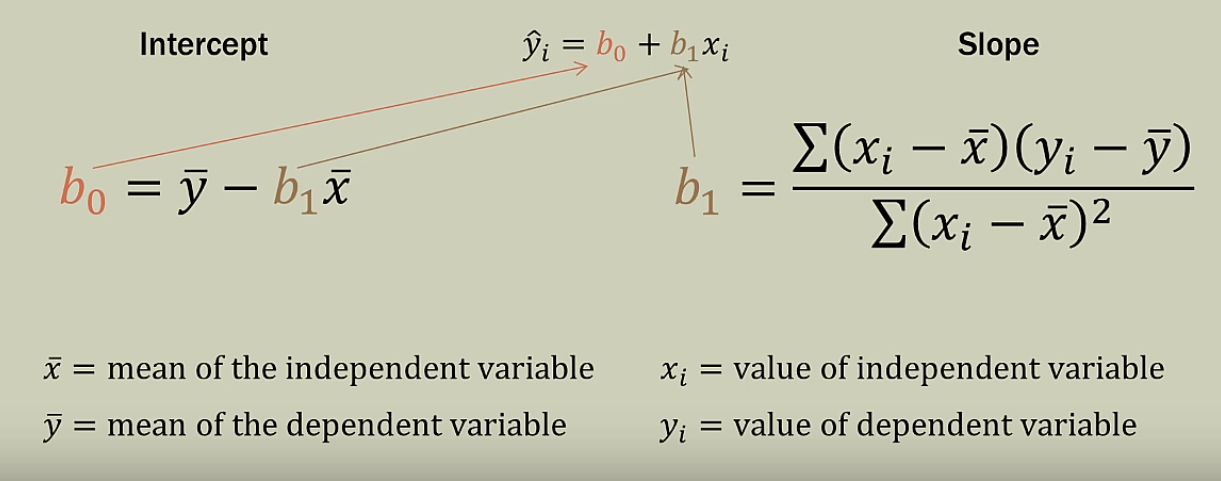 Intercept
ŷᵢ = b₀ + b₁xᵢ
Slope
b₀ = ȳ − b₁x̄
b₁ = ∑(xᵢ − x̄)(yᵢ − ȳ) / ∑(xᵢ − x̄)²
x̄ = mean of the independent variable
xᵢ = value of independent variable
ȳ = mean of the dependent variable
yᵢ = value of dependent variable